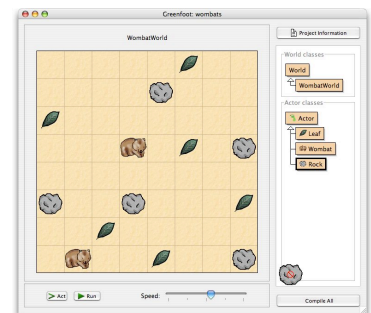 Greenfoot: wombats
WombatWorld
Project Information
World classes
World
WombatWorld
Actor classes
Actor
Leaf
Wombat
Rock
Act
Run
Speed:
Compile All